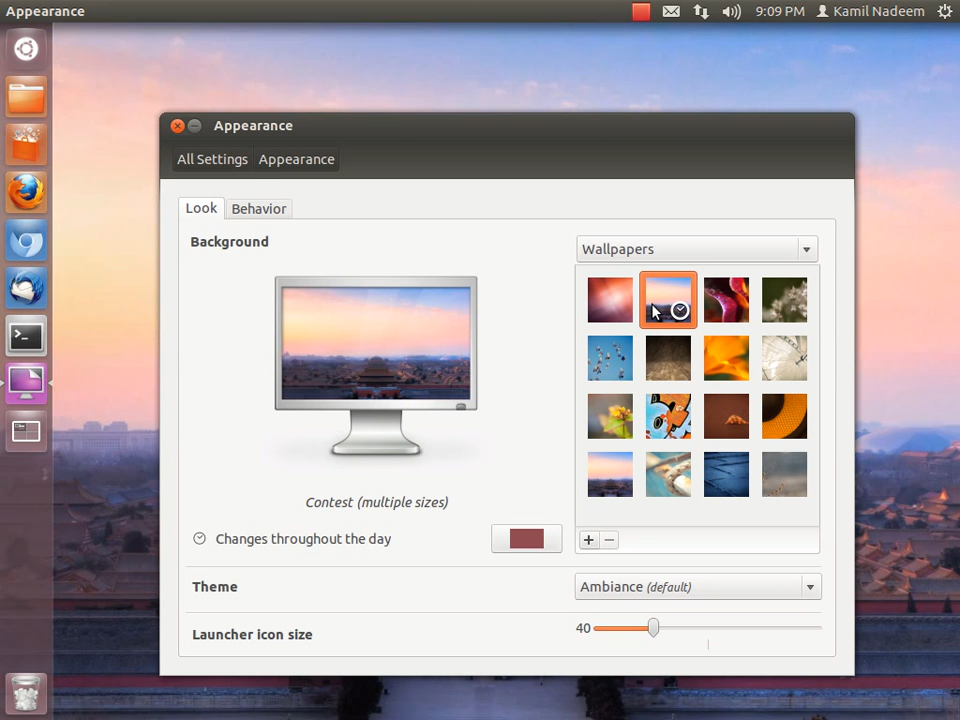 Appearance
9:09 PM Kamil Nadeem
Appearance
All Settings Appearance
Look Behavior
Background
Wallpapers
Contest (multiple sizes)
Changes throughout the day
Theme
Ambiance (default)
Launcher icon size
40